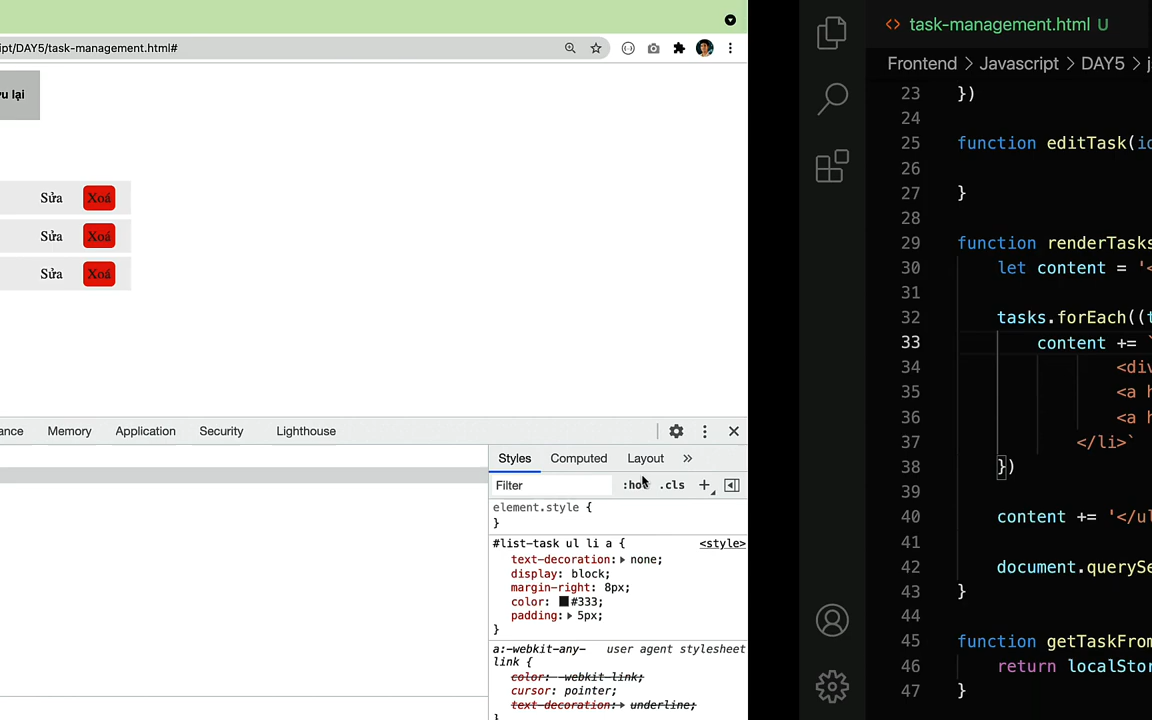 ipt/DAY5/task-management.html#
u lại
Sửa Xoá
Sửa Xoá
Sửa Xoá
ance Memory Application Security Lighthouse
Styles Computed Layout
Filter :hov .cls +
element.style {
}
#list-task ul li a { <style>
text-decoration: none;
display: block;
margin-right: 8px;
color: #333;
padding: 5px;
}
a:-webkit-any- user agent stylesheet
link {
color: -webkit-link;
cursor: pointer;
text-decoration: underline;
task-management.html U
Frontend > Javascript > DAY5 > j
23 })
24
25 function editTask(i
26
27 }
28
29 function renderTasks
30 let content = '<
31
32 tasks.forEach((t
33 content += `
34 <div
35 <a h
36 <a h
37 </li>`
38 })
39
40 content += '</ul
41
42 document.querySe
43 }
44
45 function getTaskFrom
46 return localStor
47 }